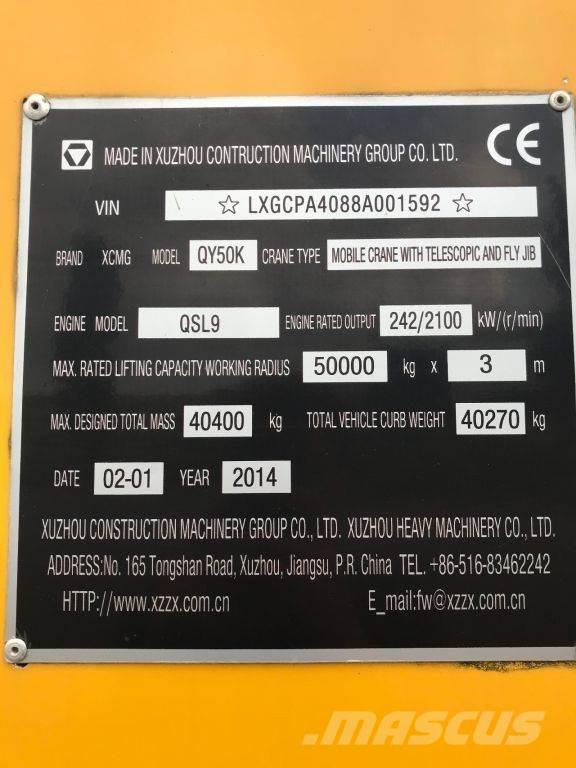 MADE IN XUZHOU CONTRUCTION MACHINERY GROUP CO. LTD. CE
VIN ☆ LXGCPA4088A001592 ☆
BRAND XCMG MODEL QY50K CRANE TYPE MOBILE CRANE WITH TELESCOPIC AND FLY JIB
ENGINE MODEL QSL9 ENGINE RATED OUTPUT 242/2100 kW/(r/min)
MAX. RATED LIFTING CAPACITY WORKING RADIUS 50000 kg x 3 m
MAX. DESIGNED TOTAL MASS 40400 kg TOTAL VEHICLE CURB WEIGHT 40270 kg
DATE 02-01 YEAR 2014
XUZHOU CONSTRUCTION MACHINERY GROUP CO., LTD. XUZHOU HEAVY MACHINERY CO., LTD.
ADDRESS:No. 165 Tongshan Road, Xuzhou, Jiangsu, P.R. China TEL. +86-516-83462242
HTTP://www.xzzx.com.cn E_mail:fw@xzzx.com.cn
MASCUS